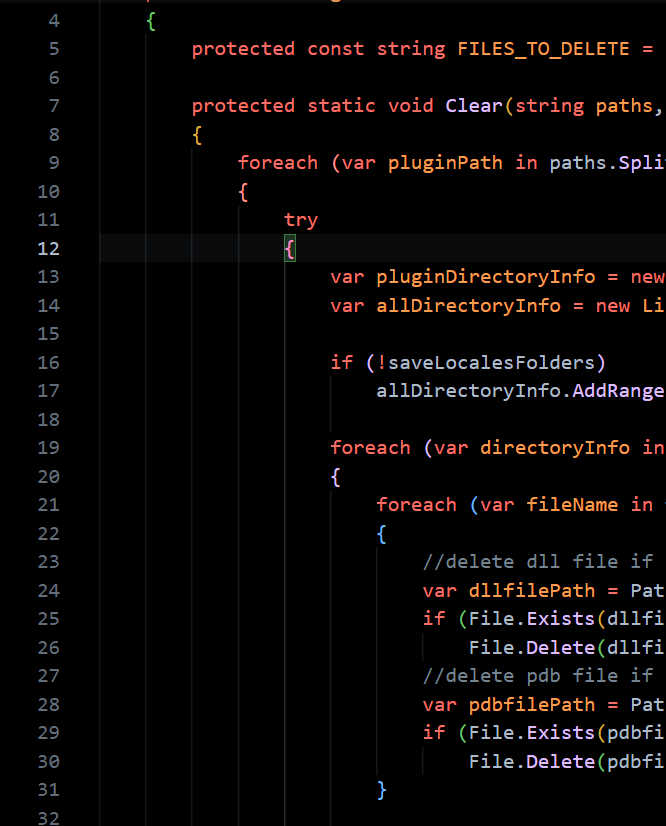 4 {
5 protected const string FILES_TO_DELETE =
6
7 protected static void Clear(string paths,
8 {
9 foreach (var pluginPath in paths.Spli
10 {
11 try
12 {
13 var pluginDirectoryInfo = new
14 var allDirectoryInfo = new Li
15
16 if (!saveLocalesFolders)
17 allDirectoryInfo.AddRange
18
19 foreach (var directoryInfo in
20 {
21 foreach (var fileName in
22 {
23 //delete dll file if
24 var dllfilePath = Pat
25 if (File.Exists(dllfi
26 File.Delete(dllfi
27 //delete pdb file if
28 var pdbfilePath = Pat
29 if (File.Exists(pdbfi
30 File.Delete(pdbfi
31 }
32